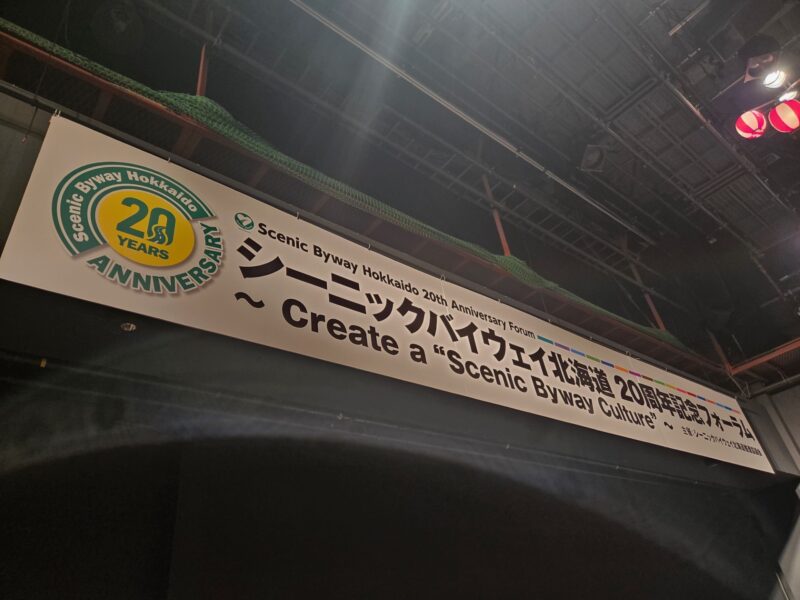 Scenic Byway Hokkaido
20
YEARS
ANNIVERSARY
Scenic Byway Hokkaido 20th Anniversary Forum
シーニックバイウェイ北海道 20周年記念フォーラム
~ Create a “Scenic Byway Culture” ~